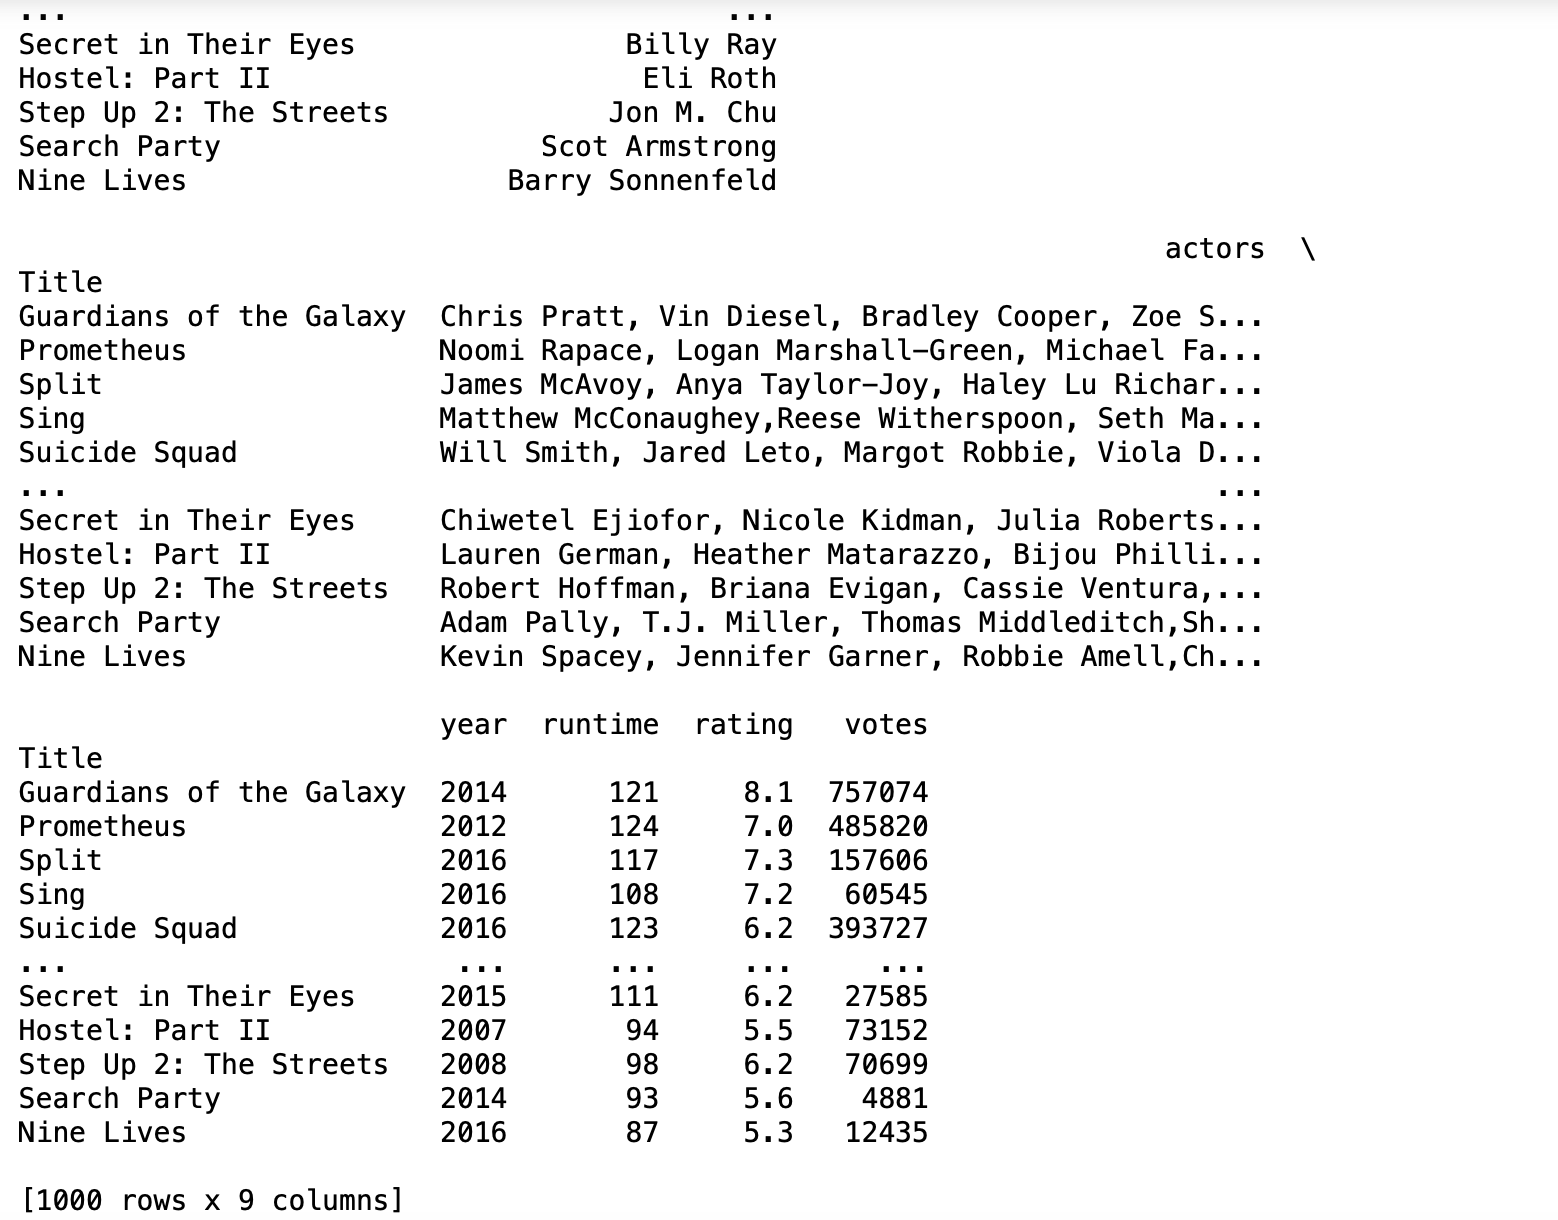 ...                                       ...
Secret in Their Eyes                Billy Ray
Hostel: Part II                      Eli Roth
Step Up 2: The Streets             Jon M. Chu
Search Party                   Scot Armstrong
Nine Lives                   Barry Sonnenfeld
                                                                    actors  \
Title
Guardians of the Galaxy  Chris Pratt, Vin Diesel, Bradley Cooper, Zoe S...
Prometheus               Noomi Rapace, Logan Marshall-Green, Michael Fa...
Split                    James McAvoy, Anya Taylor-Joy, Haley Lu Richar...
Sing                     Matthew McConaughey,Reese Witherspoon, Seth Ma...
Suicide Squad            Will Smith, Jared Leto, Margot Robbie, Viola D...
...                                                                    ...
Secret in Their Eyes     Chiwetel Ejiofor, Nicole Kidman, Julia Roberts...
Hostel: Part II          Lauren German, Heather Matarazzo, Bijou Philli...
Step Up 2: The Streets   Robert Hoffman, Briana Evigan, Cassie Ventura,...
Search Party             Adam Pally, T.J. Miller, Thomas Middleditch,Sh...
Nine Lives               Kevin Spacey, Jennifer Garner, Robbie Amell,Ch...
                         year  runtime  rating   votes
Title
Guardians of the Galaxy  2014      121     8.1  757074
Prometheus               2012      124     7.0  485820
Split                    2016      117     7.3  157606
Sing                     2016      108     7.2   60545
Suicide Squad            2016      123     6.2  393727
...                       ...      ...     ...     ...
Secret in Their Eyes     2015      111     6.2   27585
Hostel: Part II          2007       94     5.5   73152
Step Up 2: The Streets   2008       98     6.2   70699
Search Party             2014       93     5.6    4881
Nine Lives               2016       87     5.3   12435
[1000 rows x 9 columns]